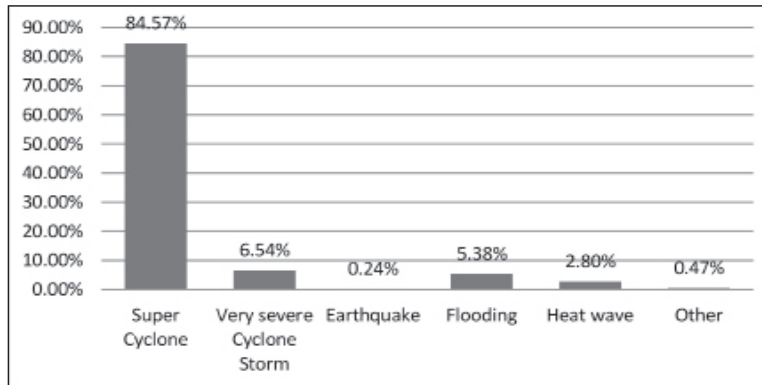 84.57%
90.00%
80.00%
70.00%
60.00%
50.00%
40.00%
30.00%
20.00%
10.00%
0.00%
6.54%
0.24%
5.38%
2.80%
0.47%
Super
Cyclone
Very severe
Cyclone
Storm
Earthquake
Flooding
Heat wave
Other